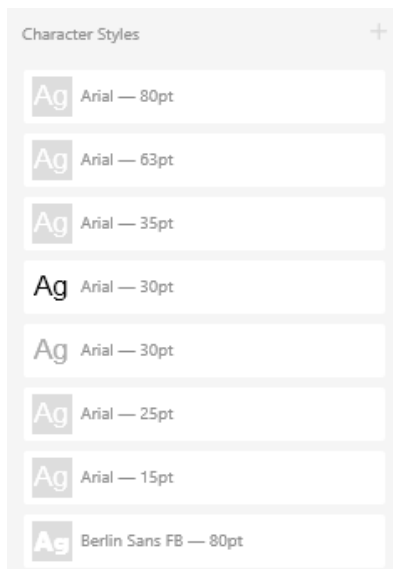 Character Styles +
Ag Arial — 80pt
Ag Arial — 63pt
Ag Arial — 35pt
Ag Arial — 30pt
Ag Arial — 30pt
Ag Arial — 25pt
Ag Arial — 15pt
Ag Berlin Sans FB — 80pt